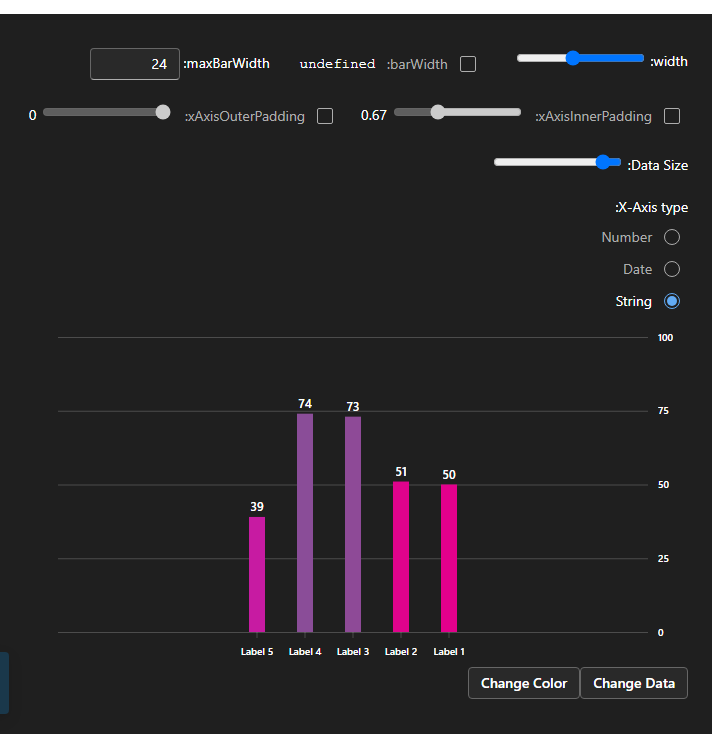 :width
:barWidth undefined
:maxBarWidth 24
:xAxisInnerPadding 0.67
:xAxisOuterPadding 0
:Data Size
:X-Axis type
Number
Date
String
100
75
50
25
0
39 74 73 51 50
Label 5 Label 4 Label 3 Label 2 Label 1
Change Color Change Data